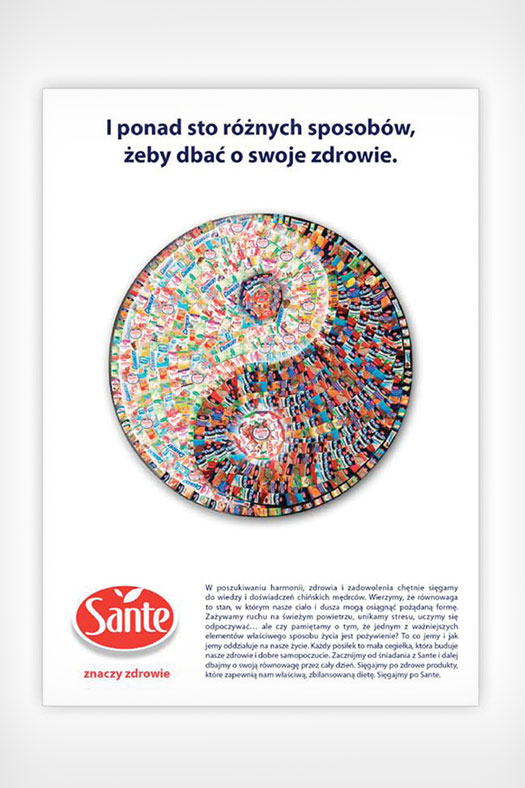 I ponad sto różnych sposobów,
żeby dbać o swoje zdrowie.
Sante
znaczy zdrowie
W poszukiwaniu harmonii, zdrowia i zadowolenia chętnie sięgamy
do wiedzy i doświadczeń chińskich mędrców. Wierzymy, że równowaga
to stan, w którym nasze ciało i dusza mogą osiągnąć pożądaną formę.
Zażywamy ruchu na świeżym powietrzu, unikamy stresu, uczymy się
odpoczywać... ale czy pamiętamy o tym, że jednym z ważniejszych
elementów właściwego sposobu życia jest pożywienie? To co jemy i jak
jemy oddziałuje na nasze życie. Każdy posiłek to mała cegiełka, która buduje
nasze zdrowie i dobre samopoczucie. Zacznijmy od śniadania z Sante i dalej
dbajmy o swoją równowagę przez cały dzień. Sięgajmy po zdrowe produkty,
które zapewnią nam właściwą, zbilansowaną dietę. Sięgajmy po Sante.